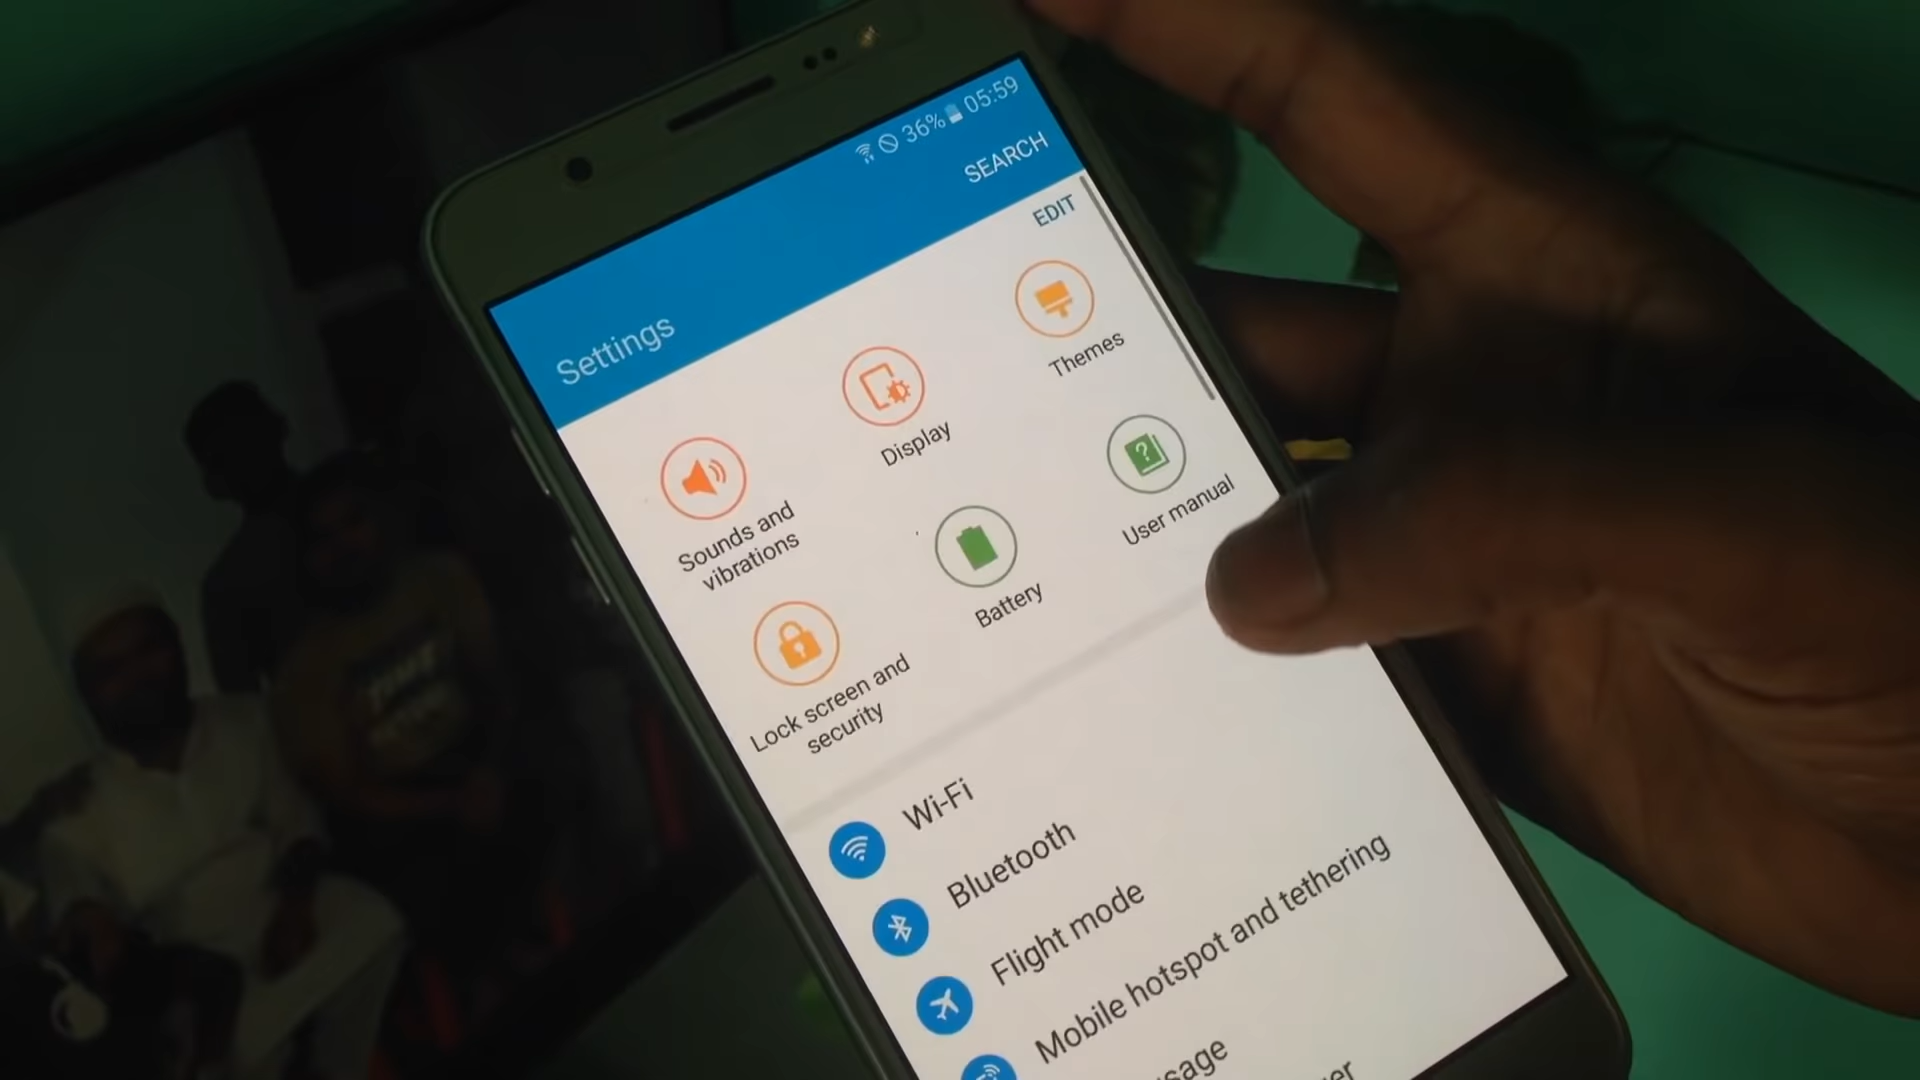 36% 05:59
SEARCH
Settings
EDIT
Sounds and
vibrations
Display
Themes
Lock screen and
security
Battery
User manual
Wi-Fi
Bluetooth
Flight mode
Mobile hotspot and tethering